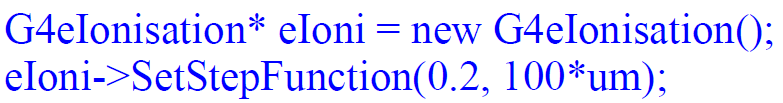 G4eIonisation* eIoni = new G4eIonisation();
eIoni->SetStepFunction(0.2, 100*um);